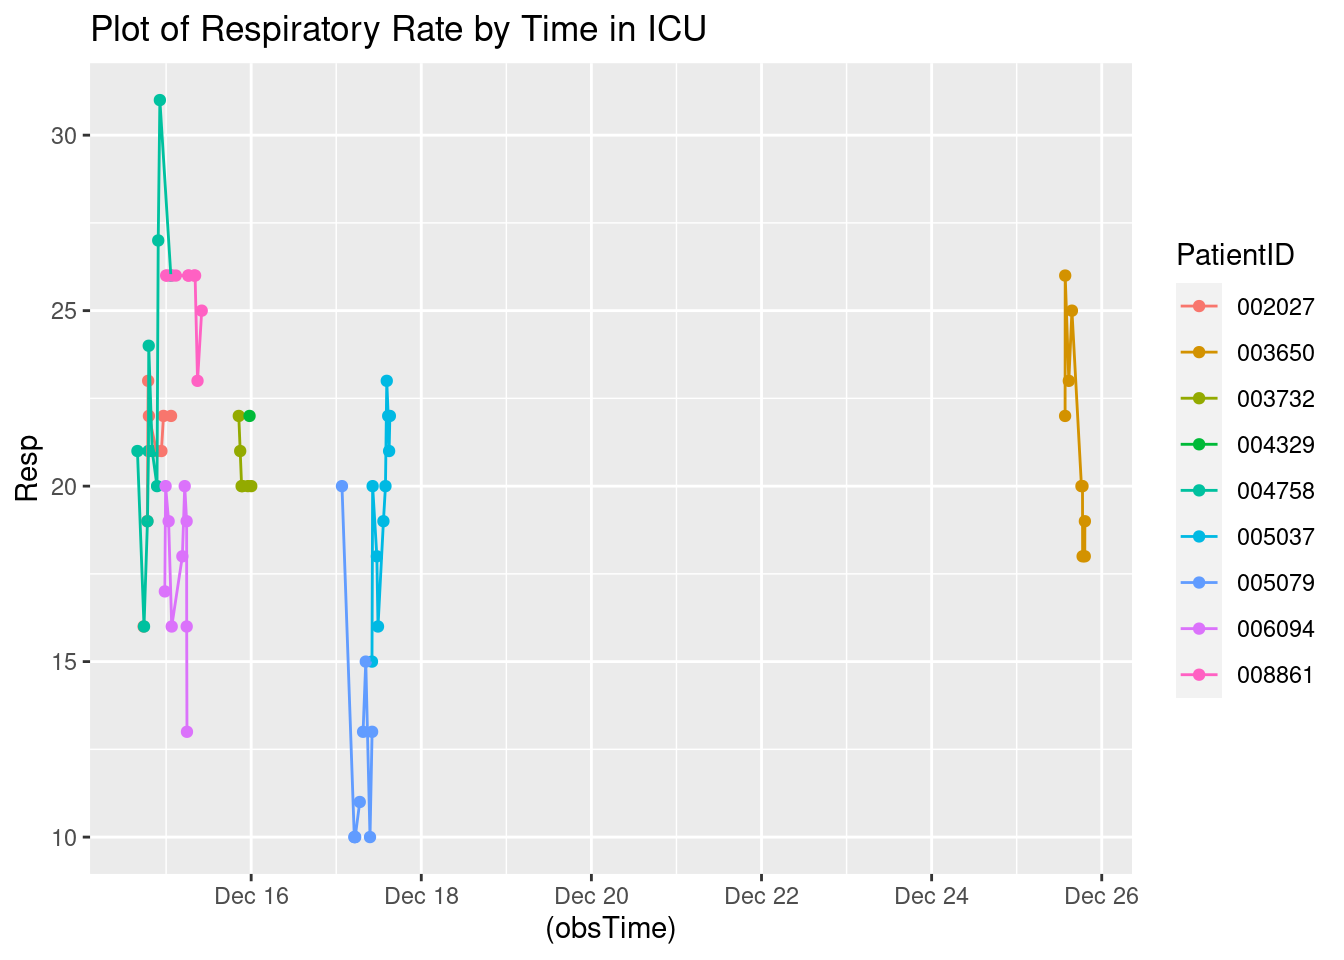 Plot of Respiratory Rate by Time in ICU
30
25
20
15
10
Resp
Dec 16
Dec 18
Dec 20
Dec 22
Dec 24
Dec 26
(obsTime)
PatientID
002027
003650
003732
004329
004758
005037
005079
006094
008861